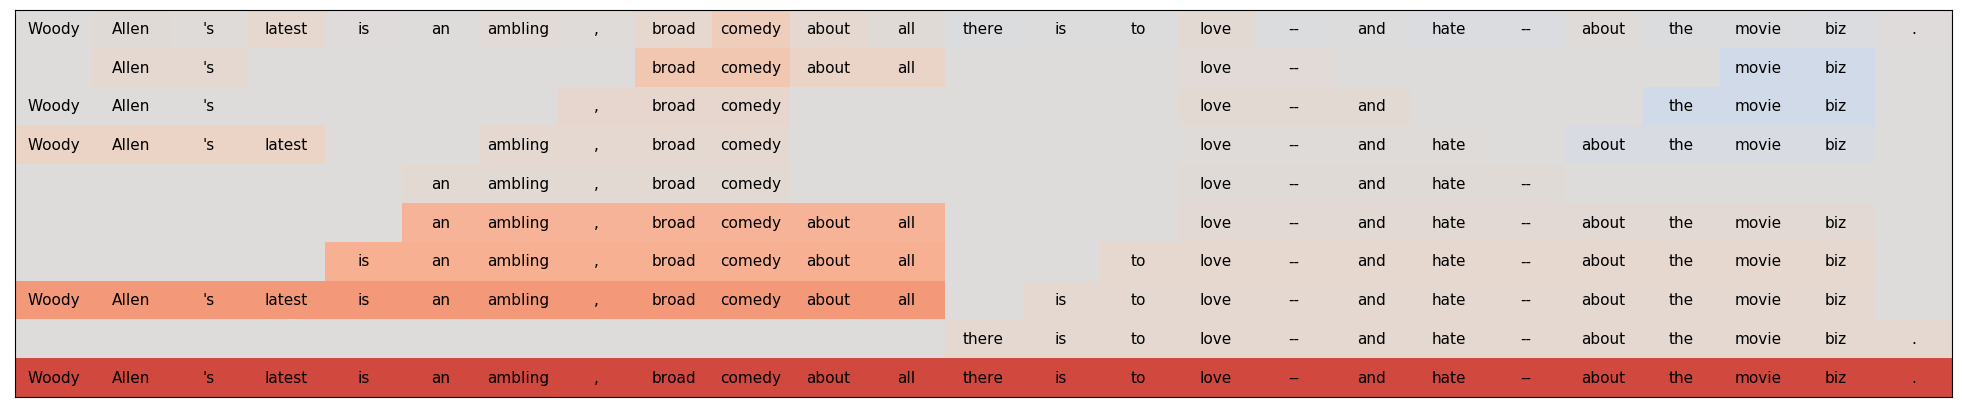 Woody Allen 's latest is an ambling , broad comedy about all there is to love -- and hate -- about the movie biz .
Allen 's broad comedy about all love -- movie biz
Woody Allen 's , broad comedy love -- and the movie biz
Woody Allen 's latest ambling , broad comedy love -- and hate about the movie biz
an ambling , broad comedy love -- and hate --
an ambling , broad comedy about all love -- and hate -- about the movie biz
is an ambling , broad comedy about all to love -- and hate -- about the movie biz
Woody Allen 's latest is an ambling , broad comedy about all is to love -- and hate -- about the movie biz
there is to love -- and hate -- about the movie biz .
Woody Allen 's latest is an ambling , broad comedy about all there is to love -- and hate -- about the movie biz .